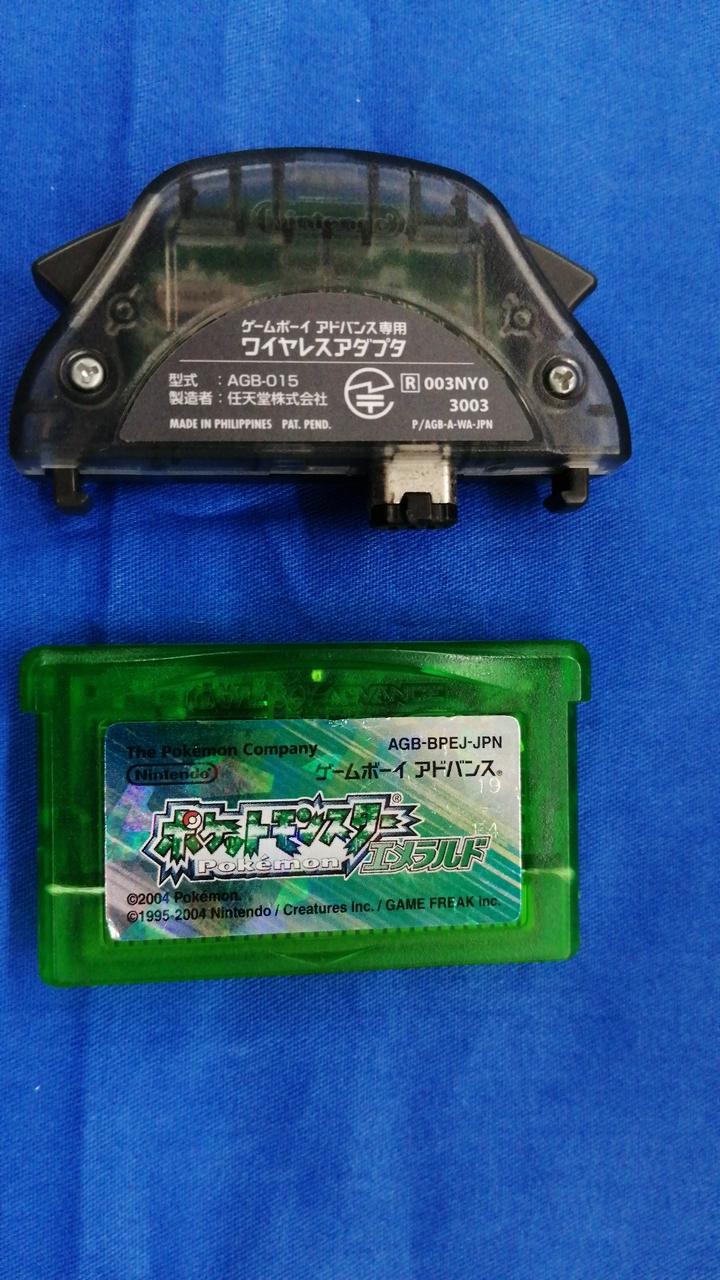 Nintendo
ゲームボーイ アドバンス専用
ワイヤレスアダプタ
型式 : AGB-015
製造者 : 任天堂株式会社
R 003NY0
3003
MADE IN PHILIPPINES PAT. PEND.
P/AGB-A-WA-JPN
GAME BOY ADVANCE
The Pokémon Company
AGB-BPEJ-JPN
Nintendo®
ゲームボーイ アドバンス®
19
ポケットモンスター®
Pokémon
エメラルド
©2004 Pokémon.
©1995-2004 Nintendo / Creatures Inc. / GAME FREAK inc.